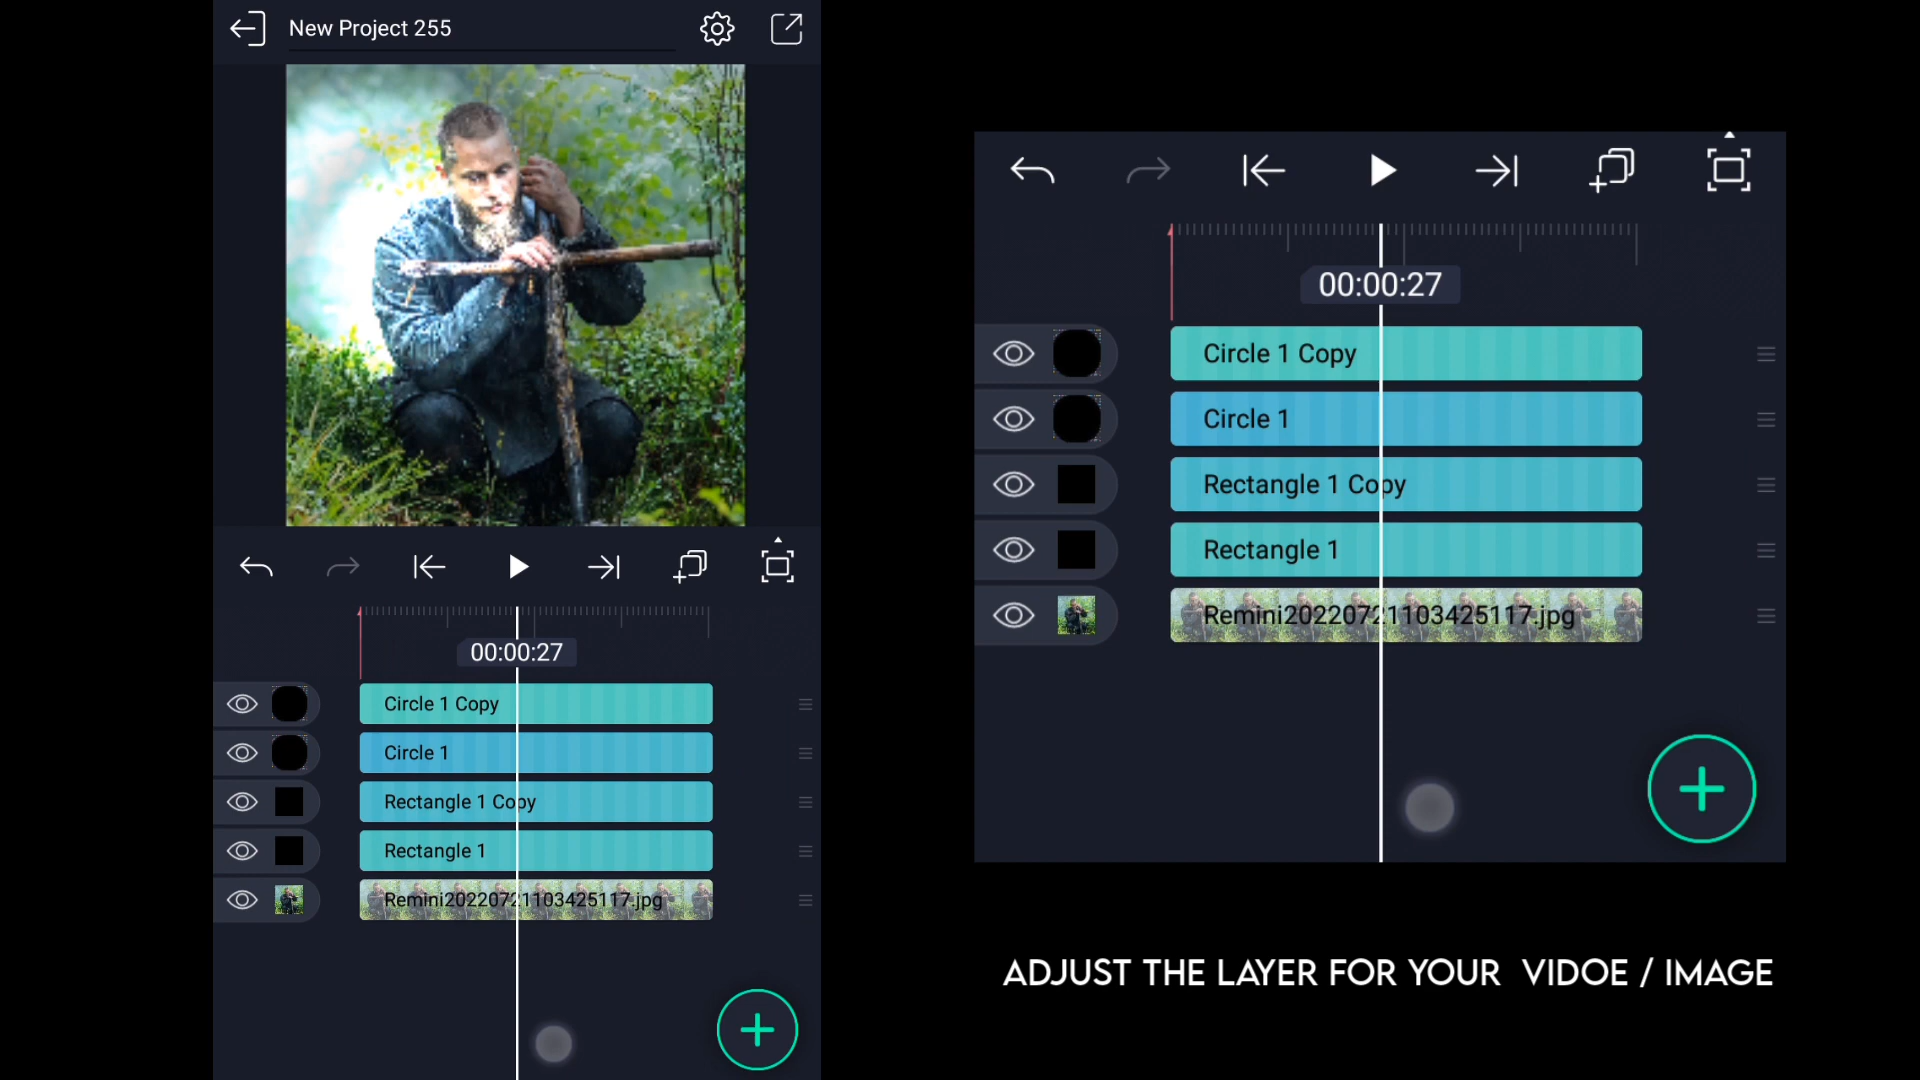 New Project 255
00:00:27
Circle 1 Copy
Circle 1
Rectangle 1 Copy
Rectangle 1
Remini20220721103425117.jpg
00:00:27
Circle 1 Copy
Circle 1
Rectangle 1 Copy
Rectangle 1
Remini20220721103425117.jpg
ADJUST THE LAYER FOR YOUR VIDOE / IMAGE